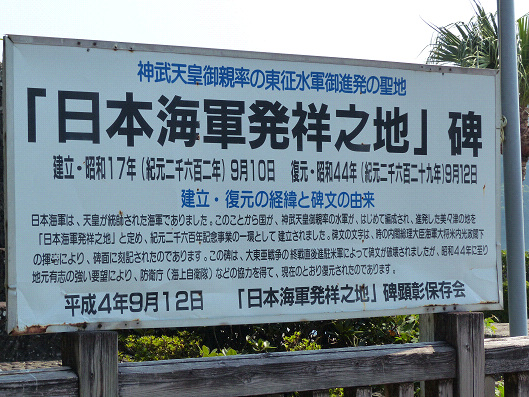 神武天皇御親率の東征水軍御進発の聖地
「日本海軍発祥之地」碑
建立・昭和17年(紀元二千六百二年)9月10日 復元・昭和44年(紀元二千六百二十九年)9月12日
建立・復元の経緯と碑文の由来
日本海軍は、天皇が統帥された海軍でありました。このことから国が、神武天皇御親率の水軍が、はじめて編成され、進発した美々津の地を
「日本海軍発祥之地」と定め、紀元二千六百年記念事業の一環として建立されました。碑文の文字は、時の内閣総理大臣海軍大将米内光政閣下
の揮毫により、碑面に刻記されたのであります。この碑は、大東亜戦争の終戦直後進駐米軍によって碑文が破壊されましたが、昭和44年に至り
地元有志の強い要望により、防衛庁(海上自衛隊)などの協力を得て、現在のとおり復元されたのであります。
平成4年9月12日 「日本海軍発祥之地」碑顕彰保存会